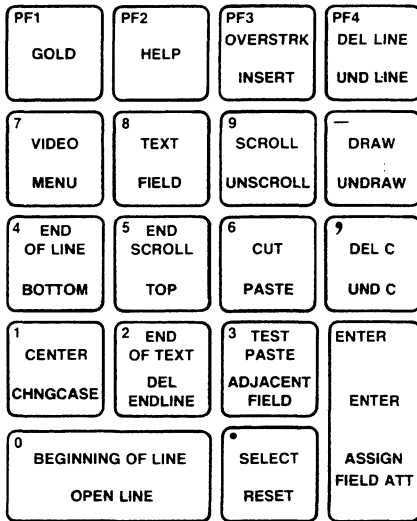 PF1
GOLD
PF2
HELP
PF3
OVERSTRK
INSERT
PF4
DEL LINE
UND LINE
7
VIDEO
MENU
8
TEXT
FIELD
9
SCROLL
UNSCROLL
—
DRAW
UNDRAW
4 END
OF LINE
BOTTOM
5 END
SCROLL
TOP
6
CUT
PASTE
,
DEL C
UND C
1
CENTER
CHNGCASE
2 END
OF TEXT
DEL
ENDLINE
3 TEST
PASTE
ADJACENT
FIELD
ENTER
ENTER
ASSIGN
FIELD ATT
0
BEGINNING OF LINE
OPEN LINE
.
SELECT
RESET